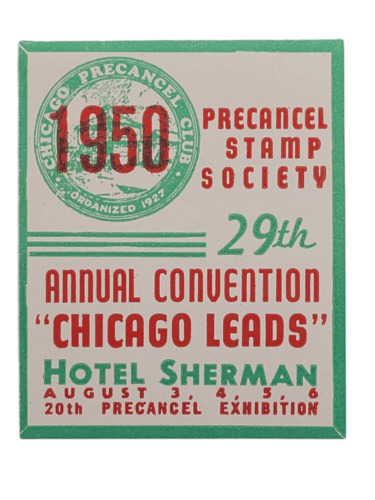 CHICAGO PRECANCEL CLUB
1950
• ORGANIZED 1927 •
PRECANCEL
STAMP
SOCIETY
29th
ANNUAL CONVENTION
"CHICAGO LEADS"
HOTEL SHERMAN
AUGUST 3, 4, 5, 6
20th PRECANCEL EXHIBITION